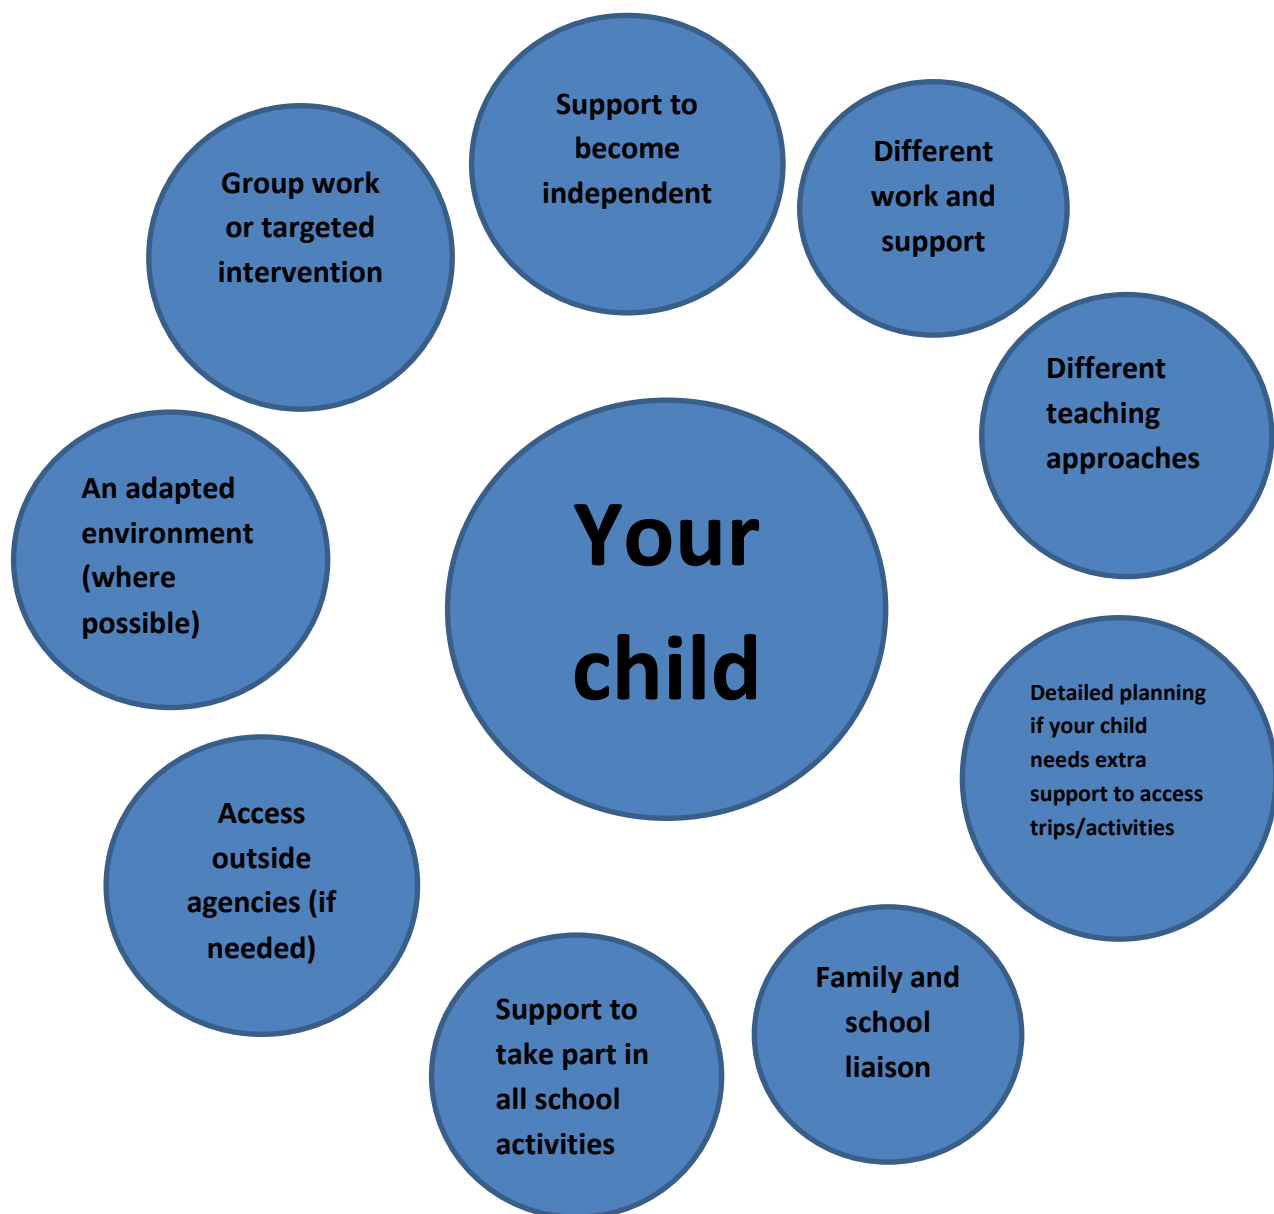 Support to
become
independent
Different
work and
support
Group work
or targeted
intervention
Different
teaching
approaches
An adapted
environment
(where
possible)
Your
child
Detailed planning
if your child
needs extra
support to access
trips/activities
Access
outside
agencies (if
needed)
Family and
school
liaison
Support to
take part in
all school
activities